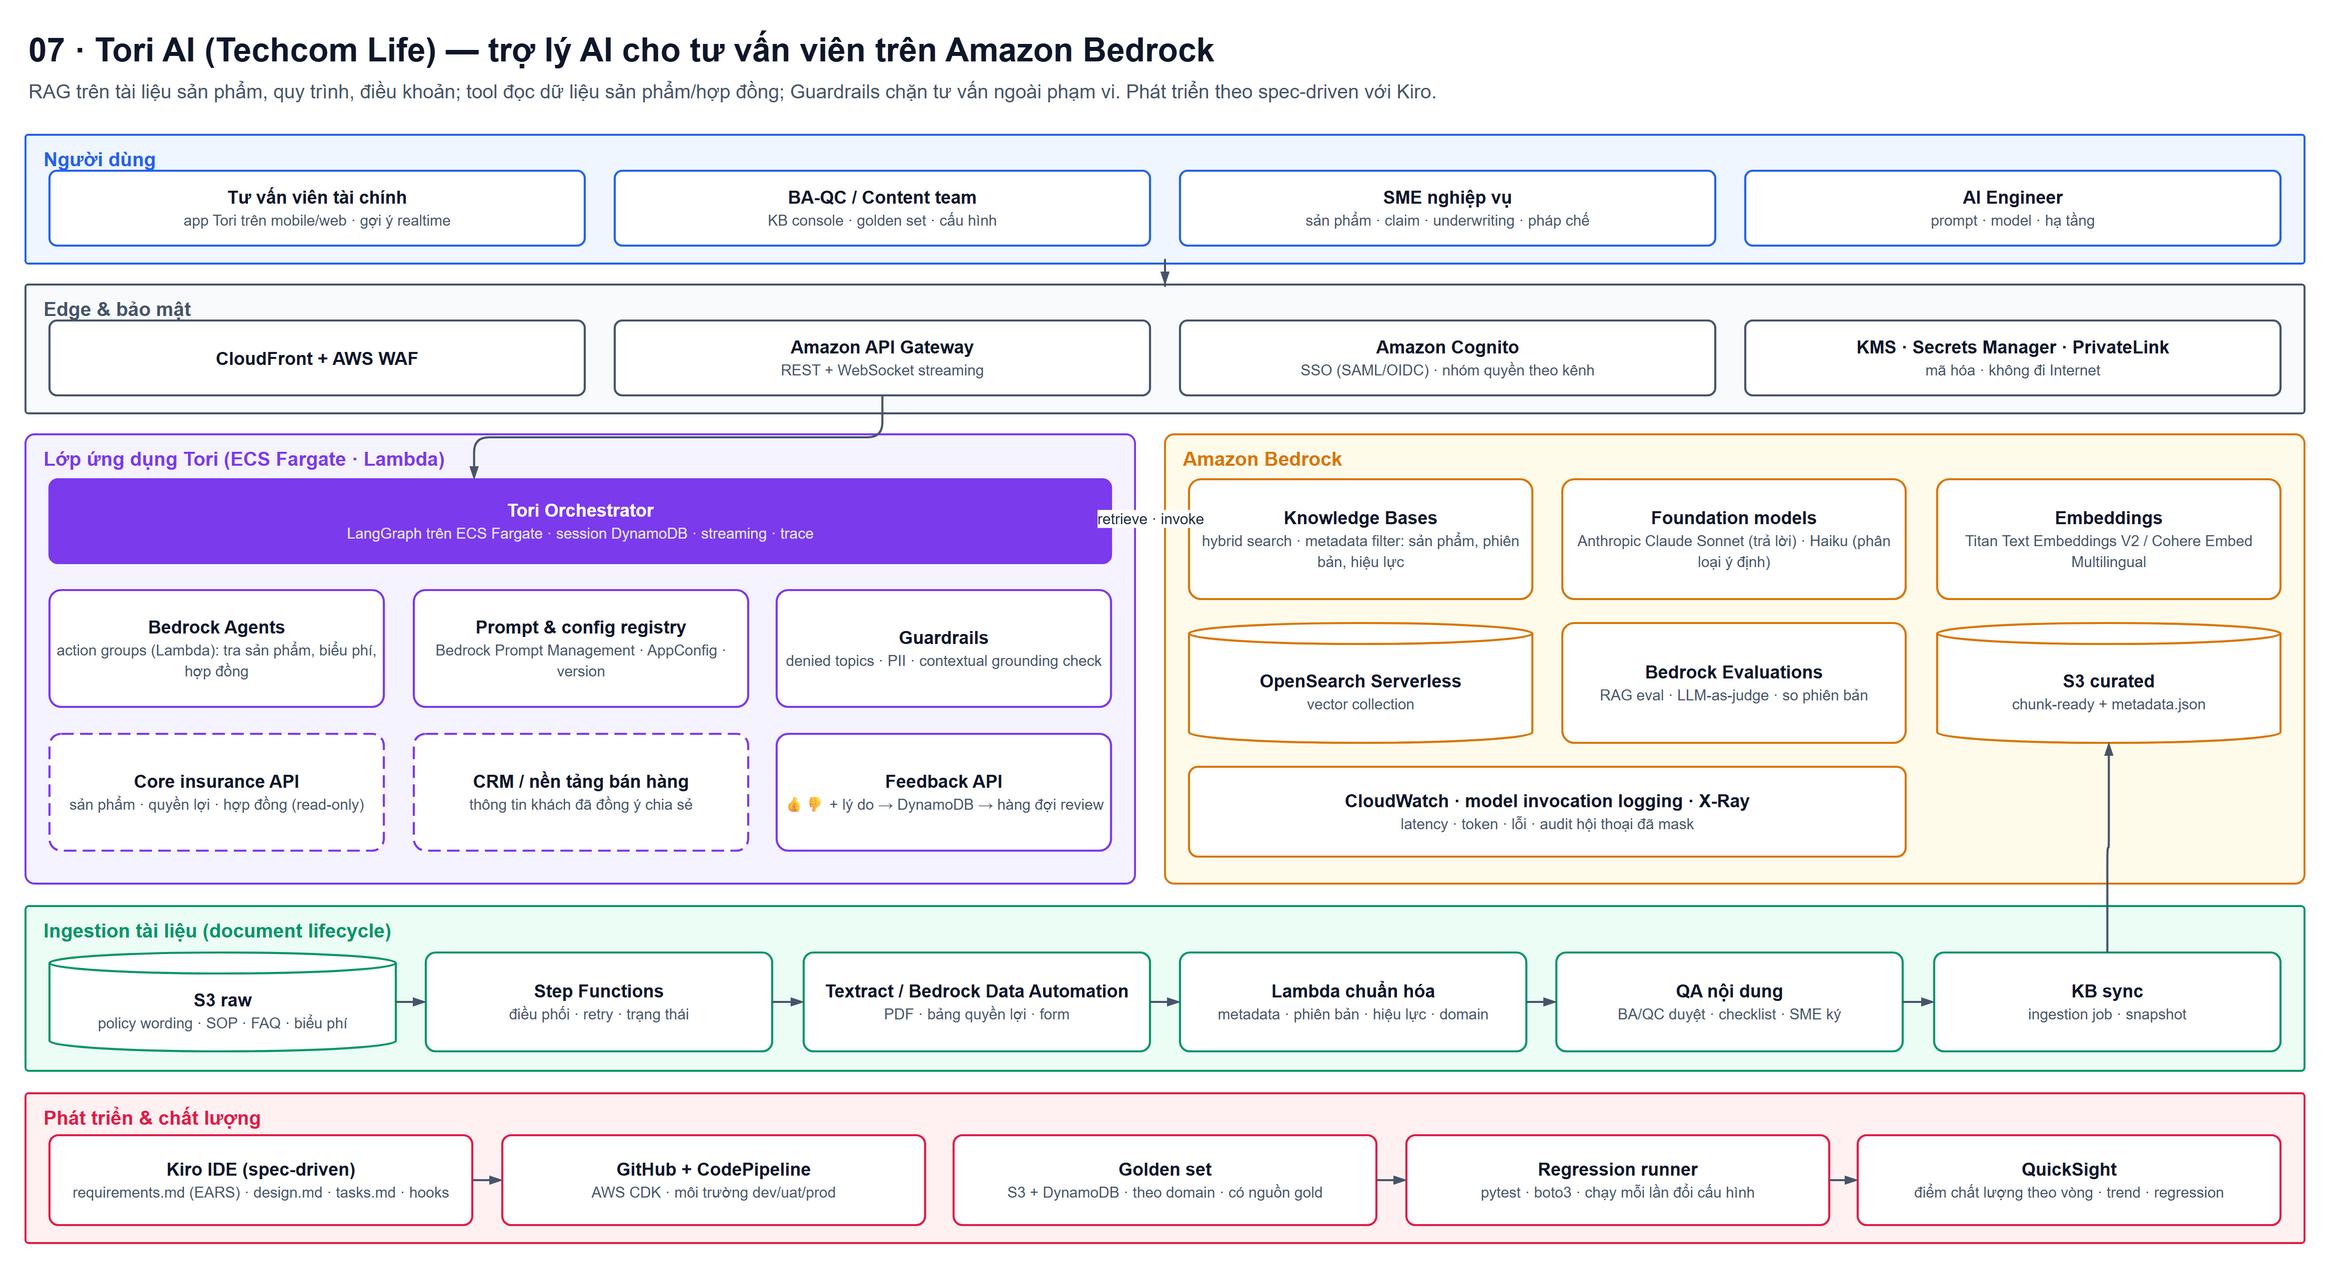 07 · Tori AI (Techcom Life) — trợ lý AI cho tư vấn viên trên Amazon Bedrock
RAG trên tài liệu sản phẩm, quy trình, điều khoản; tool đọc dữ liệu sản phẩm/hợp đồng; Guardrails chặn tư vấn ngoài phạm vi. Phát triển theo spec-driven với Kiro.
Người dùng
Tư vấn viên tài chính
app Tori trên mobile/web · gợi ý realtime
BA-QC / Content team
KB console · golden set · cấu hình
SME nghiệp vụ
sản phẩm · claim · underwriting · pháp chế
AI Engineer
prompt · model · hạ tầng
Edge & bảo mật
CloudFront + AWS WAF
Amazon API Gateway
REST + WebSocket streaming
Amazon Cognito
SSO (SAML/OIDC) · nhóm quyền theo kênh
KMS · Secrets Manager · PrivateLink
mã hóa · không đi Internet
Lớp ứng dụng Tori (ECS Fargate · Lambda)
Tori Orchestrator
LangGraph trên ECS Fargate · session DynamoDB · streaming · trace
retrieve · invoke
Bedrock Agents
action groups (Lambda): tra sản phẩm, biểu phí,
hợp đồng
Prompt & config registry
Bedrock Prompt Management · AppConfig ·
version
Guardrails
denied topics · PII · contextual grounding check
Core insurance API
sản phẩm · quyền lợi · hợp đồng (read-only)
CRM / nền tảng bán hàng
thông tin khách đã đồng ý chia sẻ
Feedback API
👍 👎 + lý do → DynamoDB → hàng đợi review
Amazon Bedrock
Knowledge Bases
hybrid search · metadata filter: sản phẩm, phiên
bản, hiệu lực
Foundation models
Anthropic Claude Sonnet (trả lời) · Haiku (phân
loại ý định)
Embeddings
Titan Text Embeddings V2 / Cohere Embed
Multilingual
OpenSearch Serverless
vector collection
Bedrock Evaluations
RAG eval · LLM-as-judge · so phiên bản
S3 curated
chunk-ready + metadata.json
CloudWatch · model invocation logging · X-Ray
latency · token · lỗi · audit hội thoại đã mask
Ingestion tài liệu (document lifecycle)
S3 raw
policy wording · SOP · FAQ · biểu phí
Step Functions
điều phối · retry · trạng thái
Textract / Bedrock Data Automation
PDF · bảng quyền lợi · form
Lambda chuẩn hóa
metadata · phiên bản · hiệu lực · domain
QA nội dung
BA/QC duyệt · checklist · SME ký
KB sync
ingestion job · snapshot
Phát triển & chất lượng
Kiro IDE (spec-driven)
requirements.md (EARS) · design.md · tasks.md · hooks
GitHub + CodePipeline
AWS CDK · môi trường dev/uat/prod
Golden set
S3 + DynamoDB · theo domain · có nguồn gold
Regression runner
pytest · boto3 · chạy mỗi lần đổi cấu hình
QuickSight
điểm chất lượng theo vòng · trend · regression